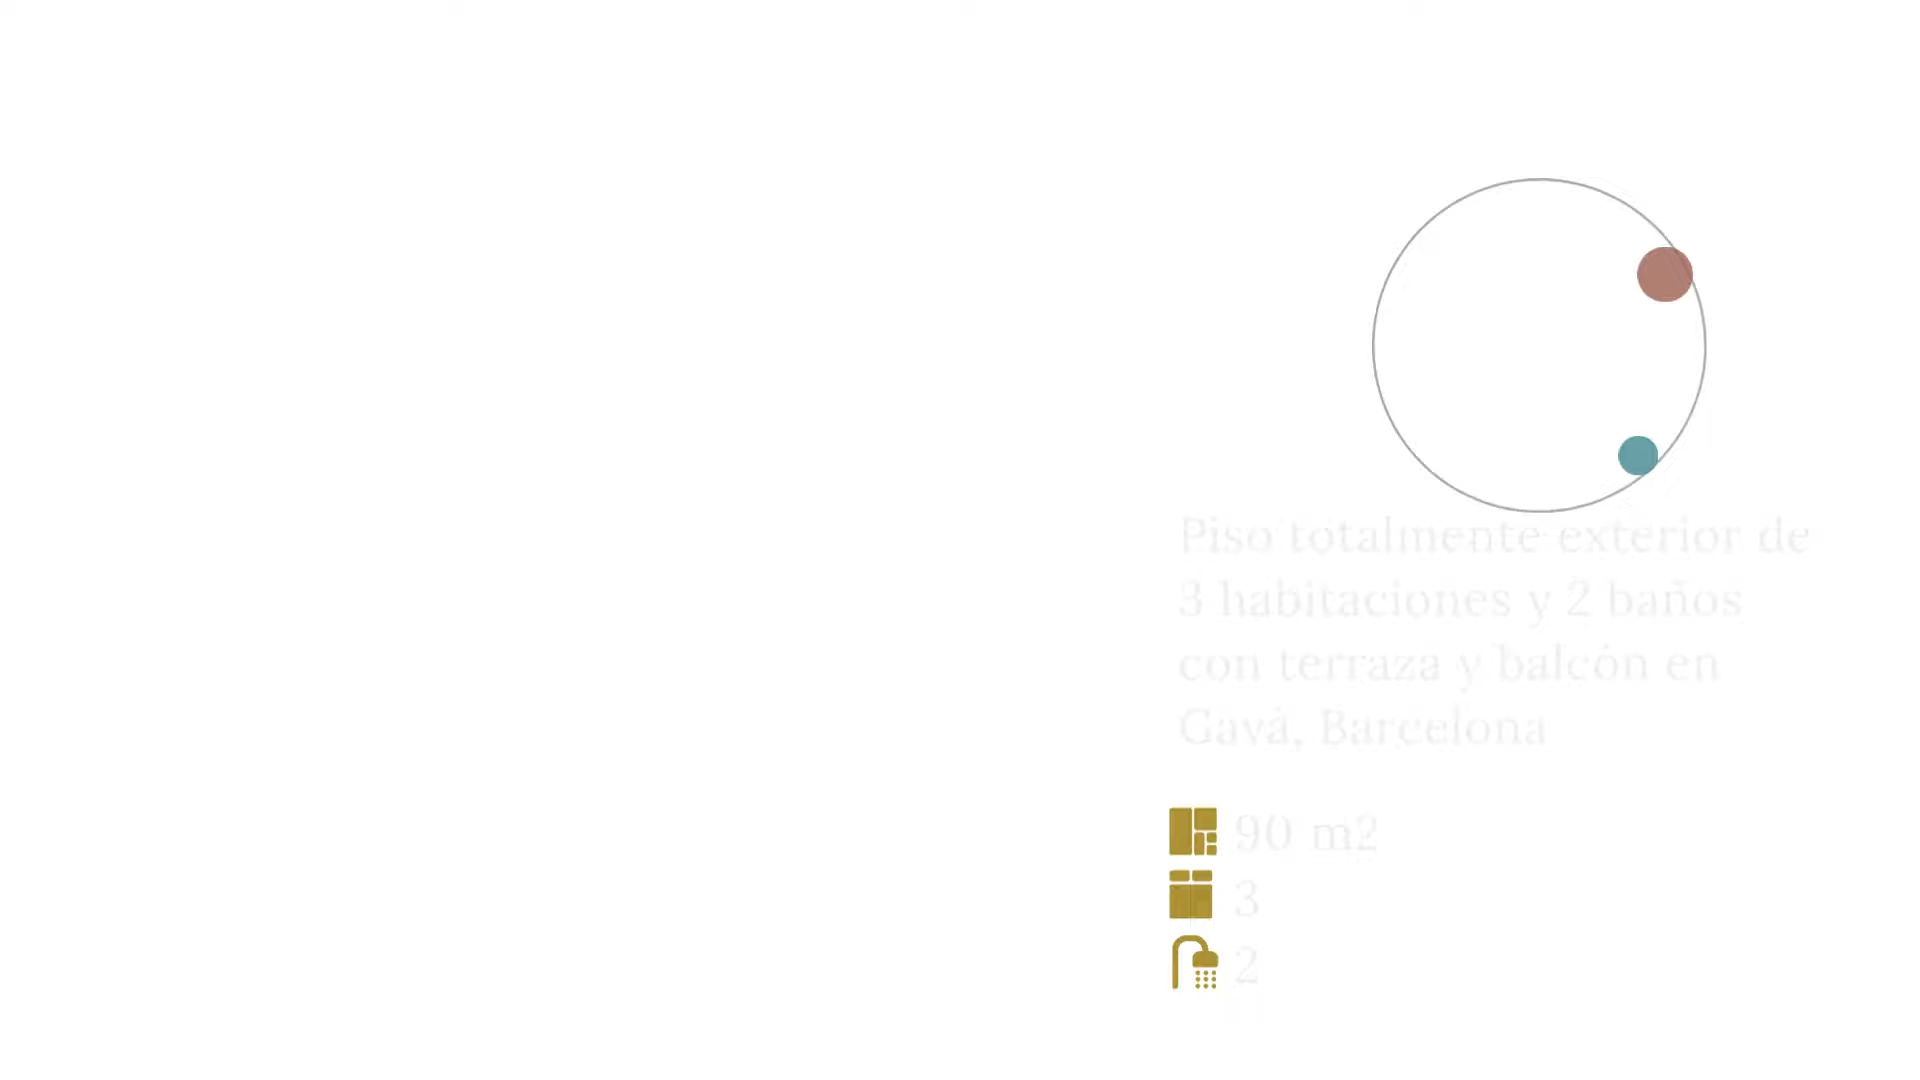 Piso totalmente exterior de
3 habitaciones y 2 baños
con terraza y balcón en
Gavá, Barcelona
90 m2
3
2